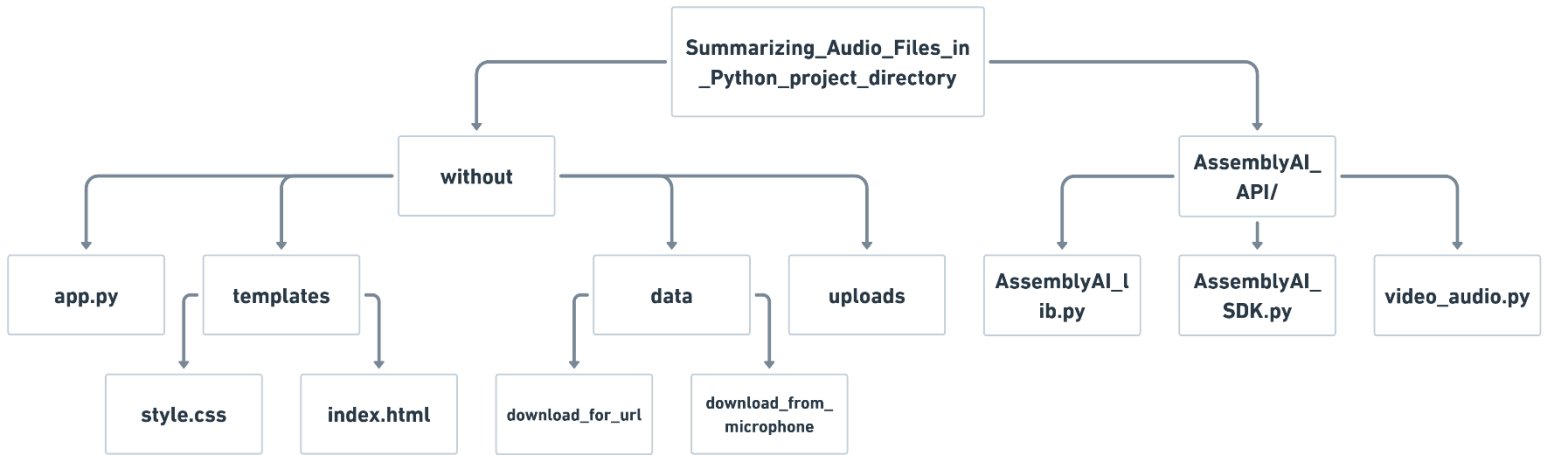 Summarizing_Audio_Files_in
_Python_project_directory
without
AssemblyAI_
API/
app.py
templates
data
uploads
AssemblyAI_l
ib.py
AssemblyAI_
SDK.py
video_audio.py
style.css
index.html
download_for_url
download_from_
microphone